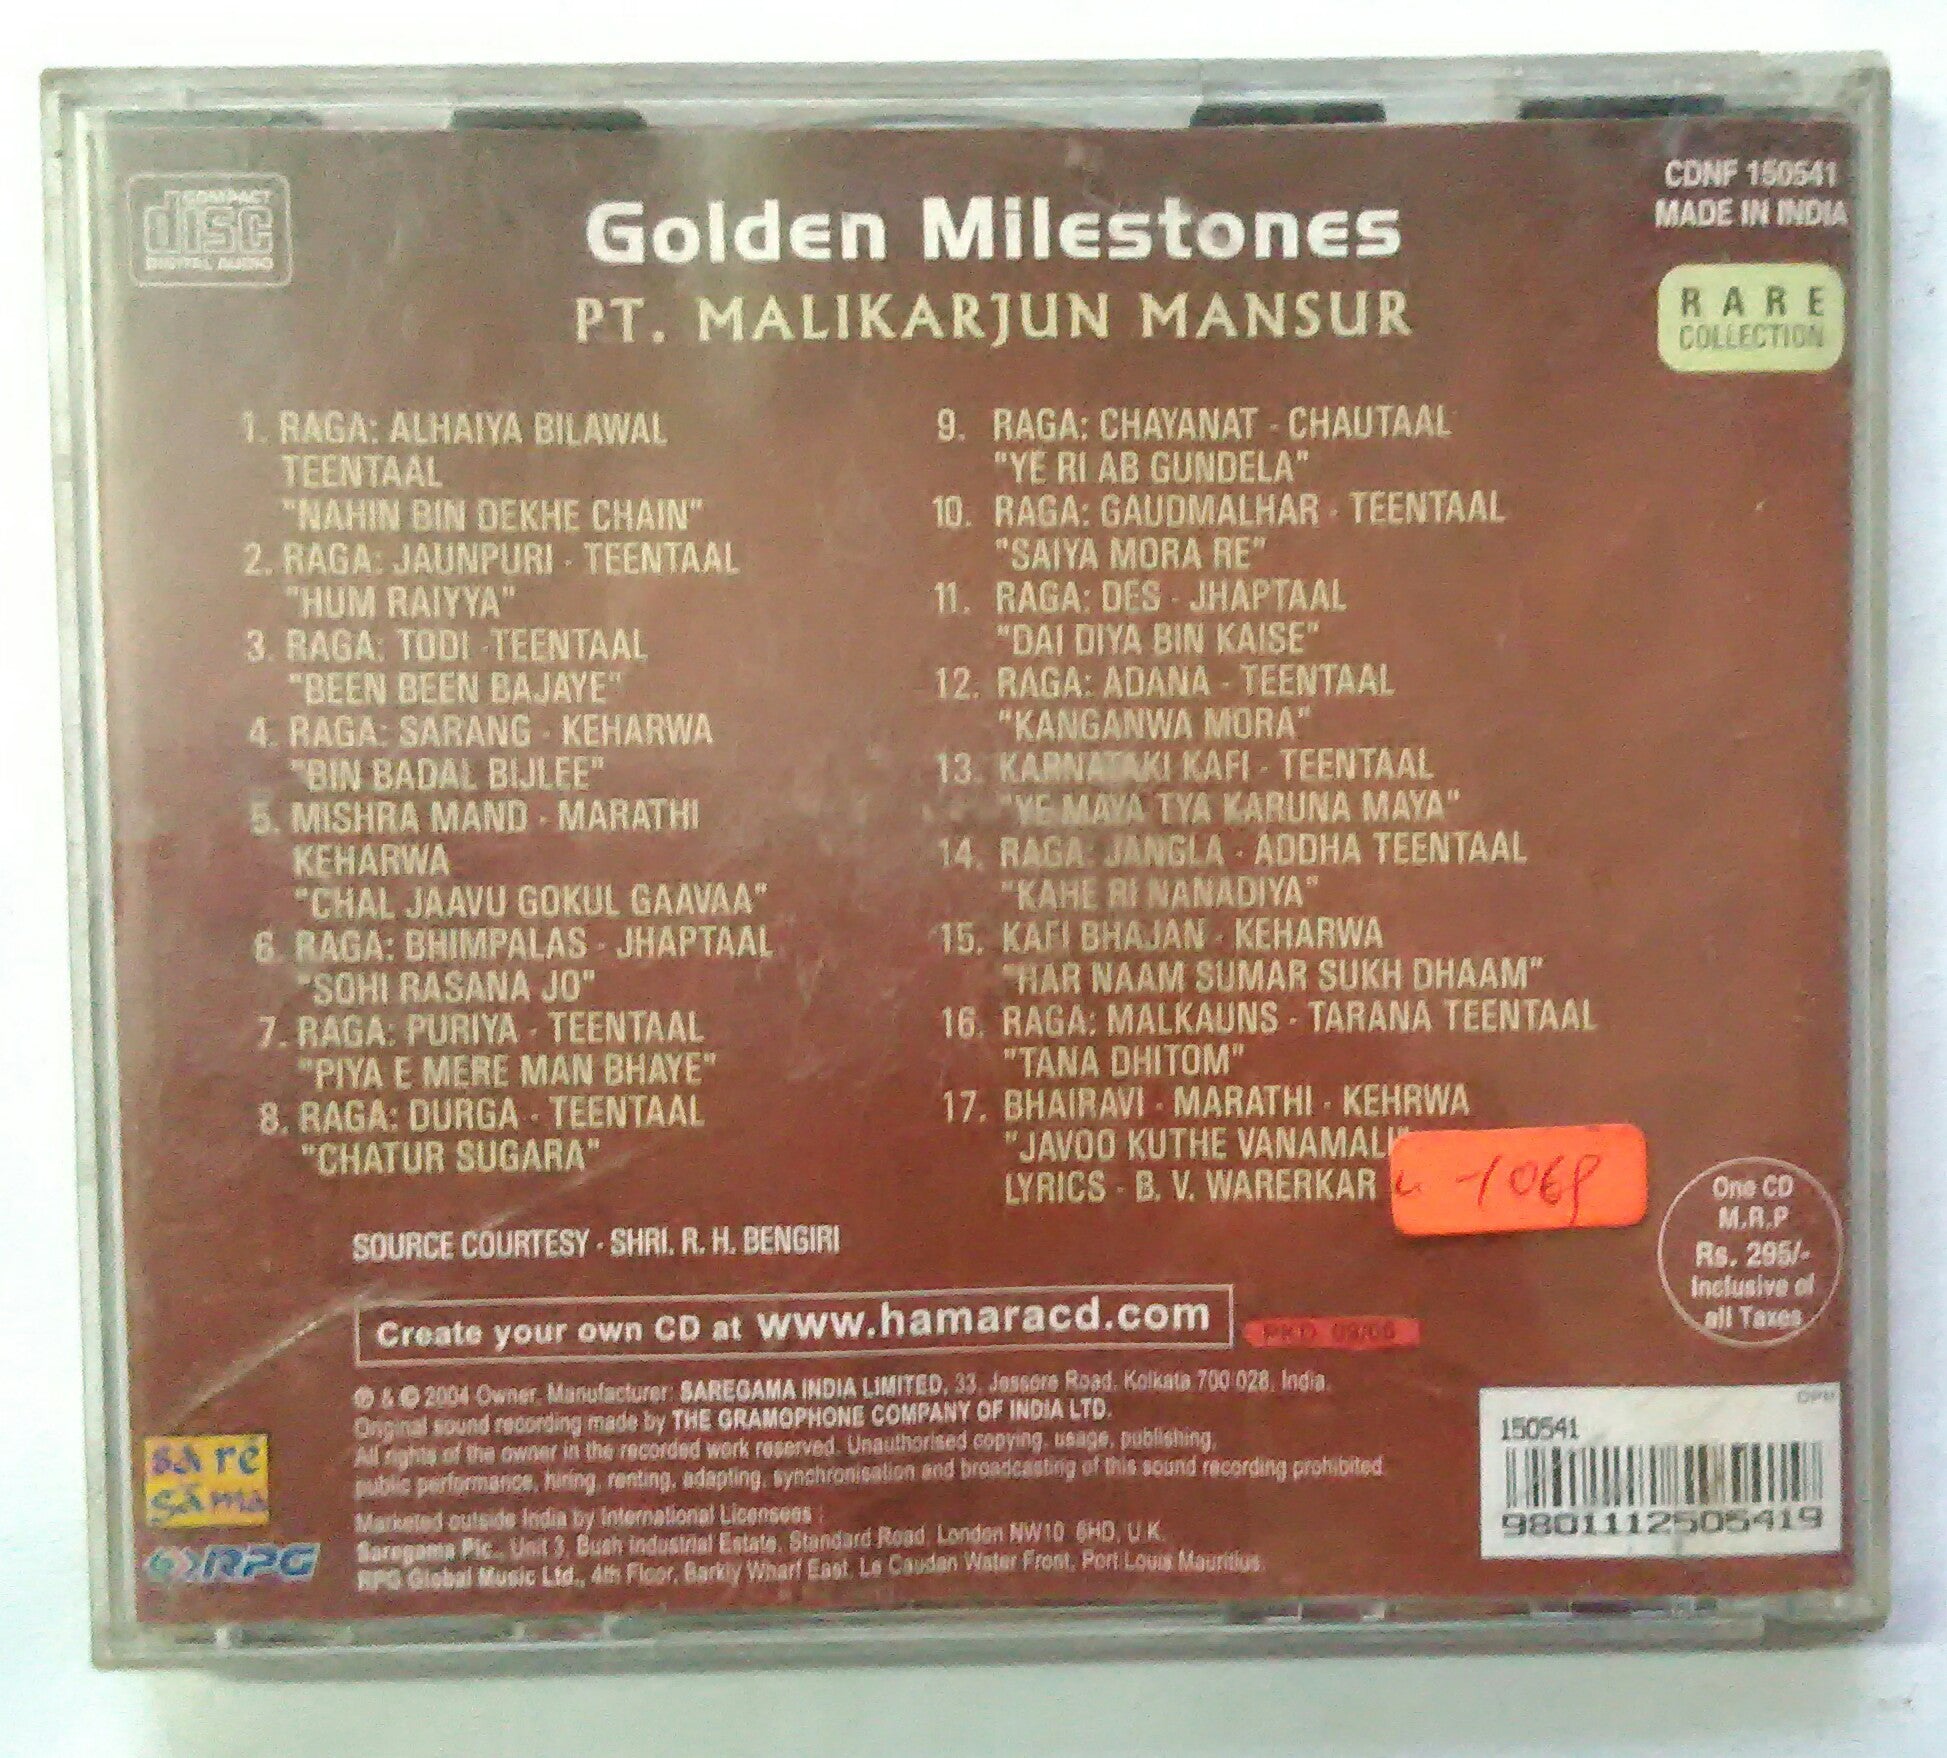 COMPACT
disc
DIGITAL AUDIO
CDNF 150541
MADE IN INDIA
RARE
COLLECTION
Golden Milestones
PT. MALIKARJUN MANSUR
1. RAGA: ALHAIYA BILAWAL
TEENTAAL
"NAHIN BIN DEKHE CHAIN"
2. RAGA: JAUNPURI - TEENTAAL
"HUM RAIYYA"
3. RAGA: TODI -TEENTAAL
"BEEN BEEN BAJAYE"
4. RAGA: SARANG - KEHARWA
"BIN BADAL BIJLEE"
5. MISHRA MAND - MARATHI
KEHARWA
"CHAL JAAVU GOKUL GAAVAA"
6. RAGA: BHIMPALAS - JHAPTAAL
"SOHI RASANA JO"
7. RAGA: PURIYA - TEENTAAL
"PIYA E MERE MAN BHAYE"
8. RAGA: DURGA - TEENTAAL
"CHATUR SUGARA"
9. RAGA: CHAYANAT - CHAUTAAL
"YE RI AB GUNDELA"
10. RAGA: GAUDMALHAR - TEENTAAL
"SAIYA MORA RE"
11. RAGA: DES - JHAPTAAL
"DAI DIYA BIN KAISE"
12. RAGA: ADANA - TEENTAAL
"KANGANWA MORA"
13. KARNATAKI KAFI - TEENTAAL
"YE MAYA TYA KARUNA MAYA"
14. RAGA: JANGLA - ADDHA TEENTAAL
"KAHE RI NANADIYA"
15. KAFI BHAJAN - KEHARWA
"HAR NAAM SUMAR SUKH DHAAM"
16. RAGA: MALKAUNS - TARANA TEENTAAL
"TANA DHITOM"
17. BHAIRAVI - MARATHI - KEHRWA
"JAVOO KUTHE VANAMALI"
LYRICS - B. V. WARERKAR
SOURCE COURTESY - SHRI. R. H. BENGIRI
One CD
M.R.P
Rs. 295/-
Inclusive of
all Taxes
Create your own CD at www.hamaracd.com
PKD
℗ & © 2004 Owner, Manufacturer: SAREGAMA INDIA LIMITED, 33, Jessore Road, Kolkata 700 028, India.
Original sound recording made by THE GRAMOPHONE COMPANY OF INDIA LTD.
All rights of the owner in the recorded work reserved. Unauthorised copying, usage, publishing,
public performance, hiring, renting, adapting, synchronisation and broadcasting of this sound recording prohibited.
Marketed outside India by International Licensees :
Saregama Plc., Unit 3, Bush Industrial Estate, Standard Road, London NW10 6HD, U.K.
RPG Global Music Ltd., 4th Floor, Barkly Wharf East, Le Caudan Water Front, Port Louis Mauritius.
sa re
gama
RPG
150541
9801112505419